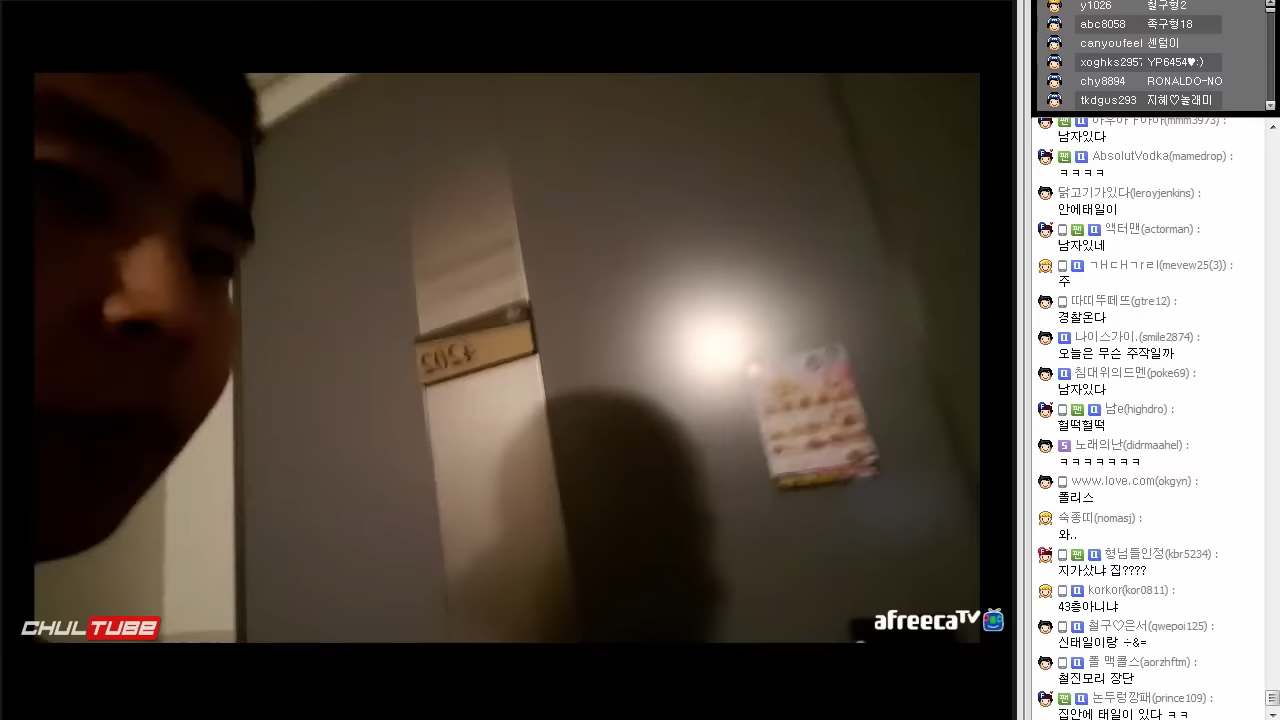 CHULTUBE
afreecaTV
y1026 철구형2
abc8058 족구형18
canyoufeel 센텀이
xoghks2957 YP6454♥:)
chy8894 RONALDO-NO
tkdgus293 지혜♡놀래미
(mmm3973) :
남자있다
AbsolutVodka(mamedrop) :
ㅋㅋㅋㅋ
닭고기가있다(leroyjenkins) :
안에태일이
액터맨(actorman) :
남자있네
(mevew25(3)) :
주
따띠뚜떼뜨(gtre12) :
경찰온다
나이스가이.(smile2874) :
오늘은 무슨 주작일까
침대위의드멘(poke69) :
남자있다
남e(highdro) :
헐떡헐떡
노래의난(didrmaahel) :
ㅋㅋㅋㅋㅋㅋㅋ
www.love.com(okgyn) :
폴리스
숙종띠(nomasj) :
와..
형님들인정(kbr5234) :
지가샀냐 집????
korkor(kor0811) :
43층아니냐
철구♡은서(qwepoi125) :
신태일이랑 ÷&=
폴 맥콜스(aorzhftm) :
철진모리 장단
논두렁깡패(prince109) :
집안에 태일이 있다 ㅋㅋ